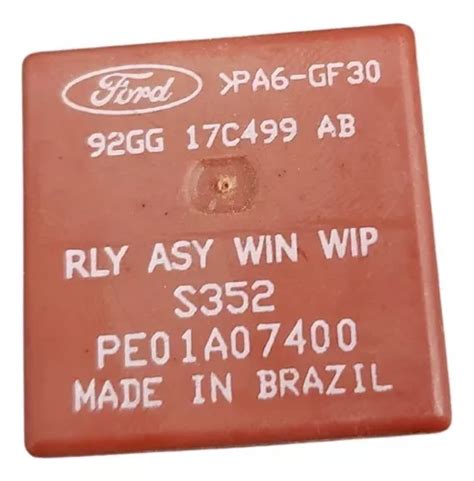 Ford >PA6-GF30
92GG 17C499 AB
RLY ASY WIN WIP
S352
PE01A07400
MADE IN BRAZIL